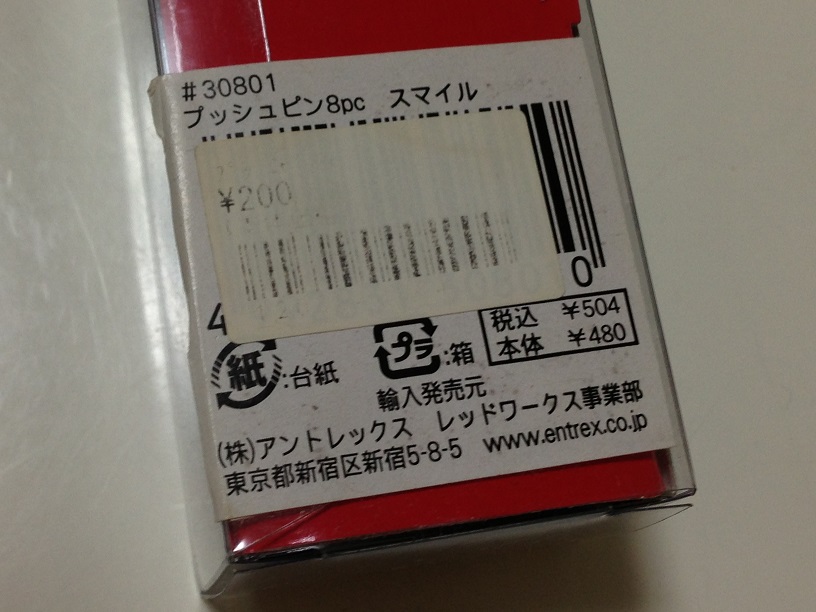 #30801
プッシュピン8pc スマイル
¥200
4 0
税込 ¥504
本体 ¥480
紙:台紙
プラ:箱
輸入発売元
(株)アントレックス レッドワークス事業部
東京都新宿区新宿5-8-5 www.entrex.co.jp